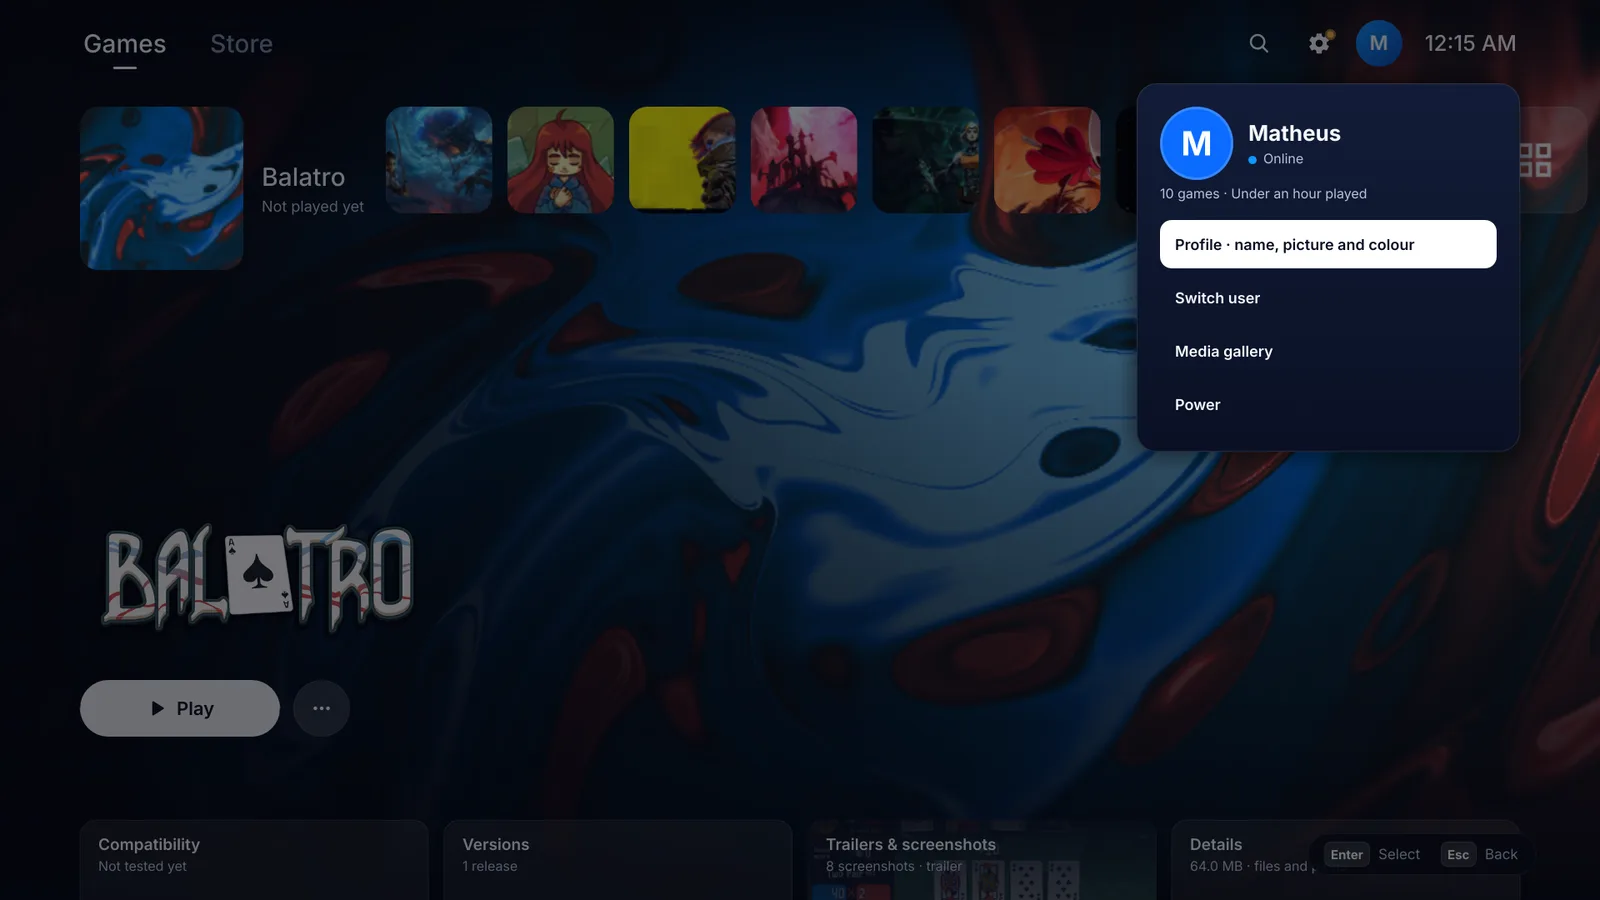 Games
Store
M
12:15 AM
Balatro
Not played yet
M
Matheus
Online
10 games · Under an hour played
Profile · name, picture and colour
Switch user
Media gallery
Power
BALATRO
Play
Compatibility
Not tested yet
Versions
1 release
Trailers & screenshots
8 screenshots · trailer
Details
64.0 MB · files and
Enter
Select
Esc
Back